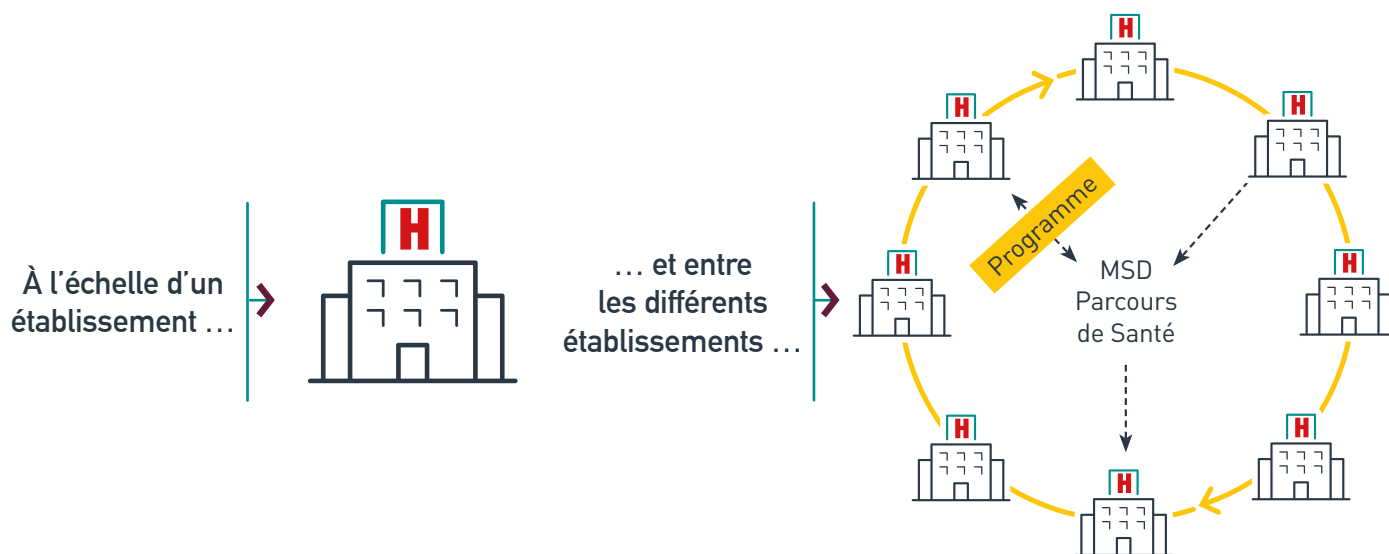 À l’échelle d’un
établissement …
H
… et entre
les différents
établissements …
H
H
H
H
H
H
H
H
Programme
MSD
Parcours
de Santé